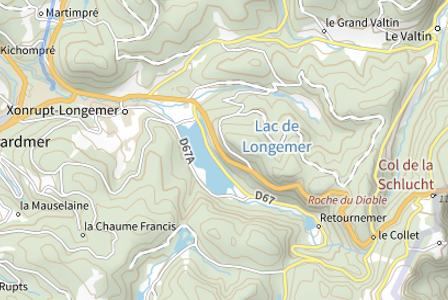 Martimpré
le Grand Valtin
Le Valtin
Kichompré
Xonrupt-Longemer
Lac de
Longemer
ardmer
D67A
Col de la
Schlucht
D67
Roche du Diable
la Mauselaine
Retournemer
la Chaume Francis
le Collet
Rupts